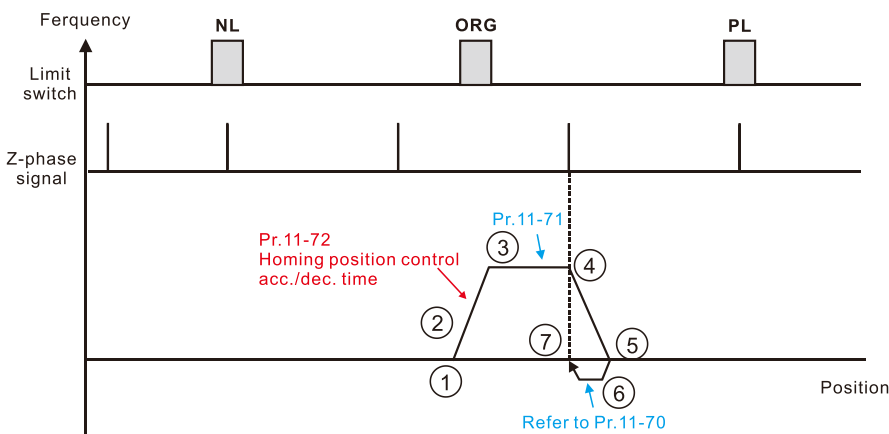 Ferquency
NL
ORG
PL
Limit
switch
Z-phase
signal
Pr.11-71
Pr.11-72
Homing position control
acc./dec. time
3
4
2
7
5
1
6
Position
Refer to Pr.11-70